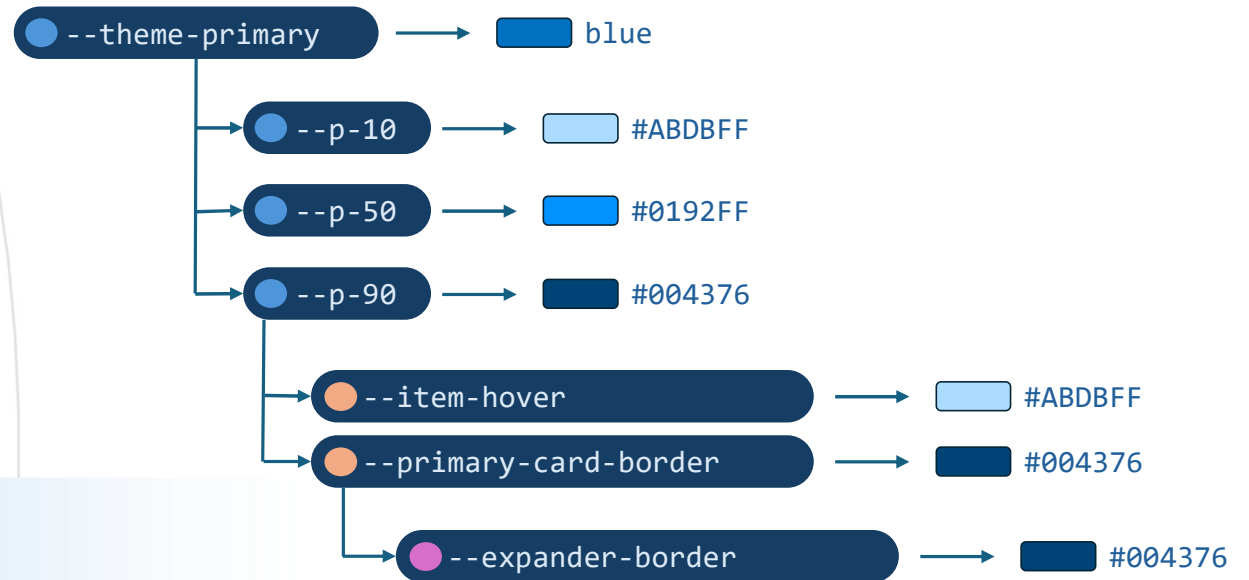 --theme-primary blue
--p-10 #ABDBFF
--p-50 #0192FF
--p-90 #004376
--item-hover #ABDBFF
--primary-card-border #004376
--expander-border #004376